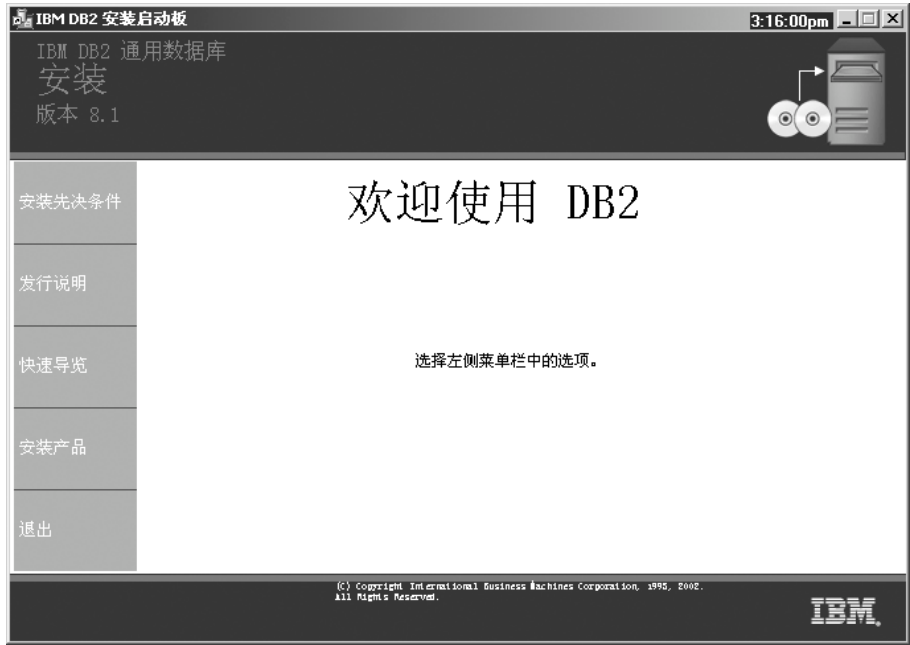 IBM DB2 安装启动板
3:16:00pm
IBM DB2 通用数据库
安装
版本 8.1
安装先决条件
发行说明
快速导览
安装产品
退出
欢迎使用 DB2
选择左侧菜单栏中的选项。
(C) Copyright International Business Machines Corporation, 1995, 2002.
All Rights Reserved.
IBM.